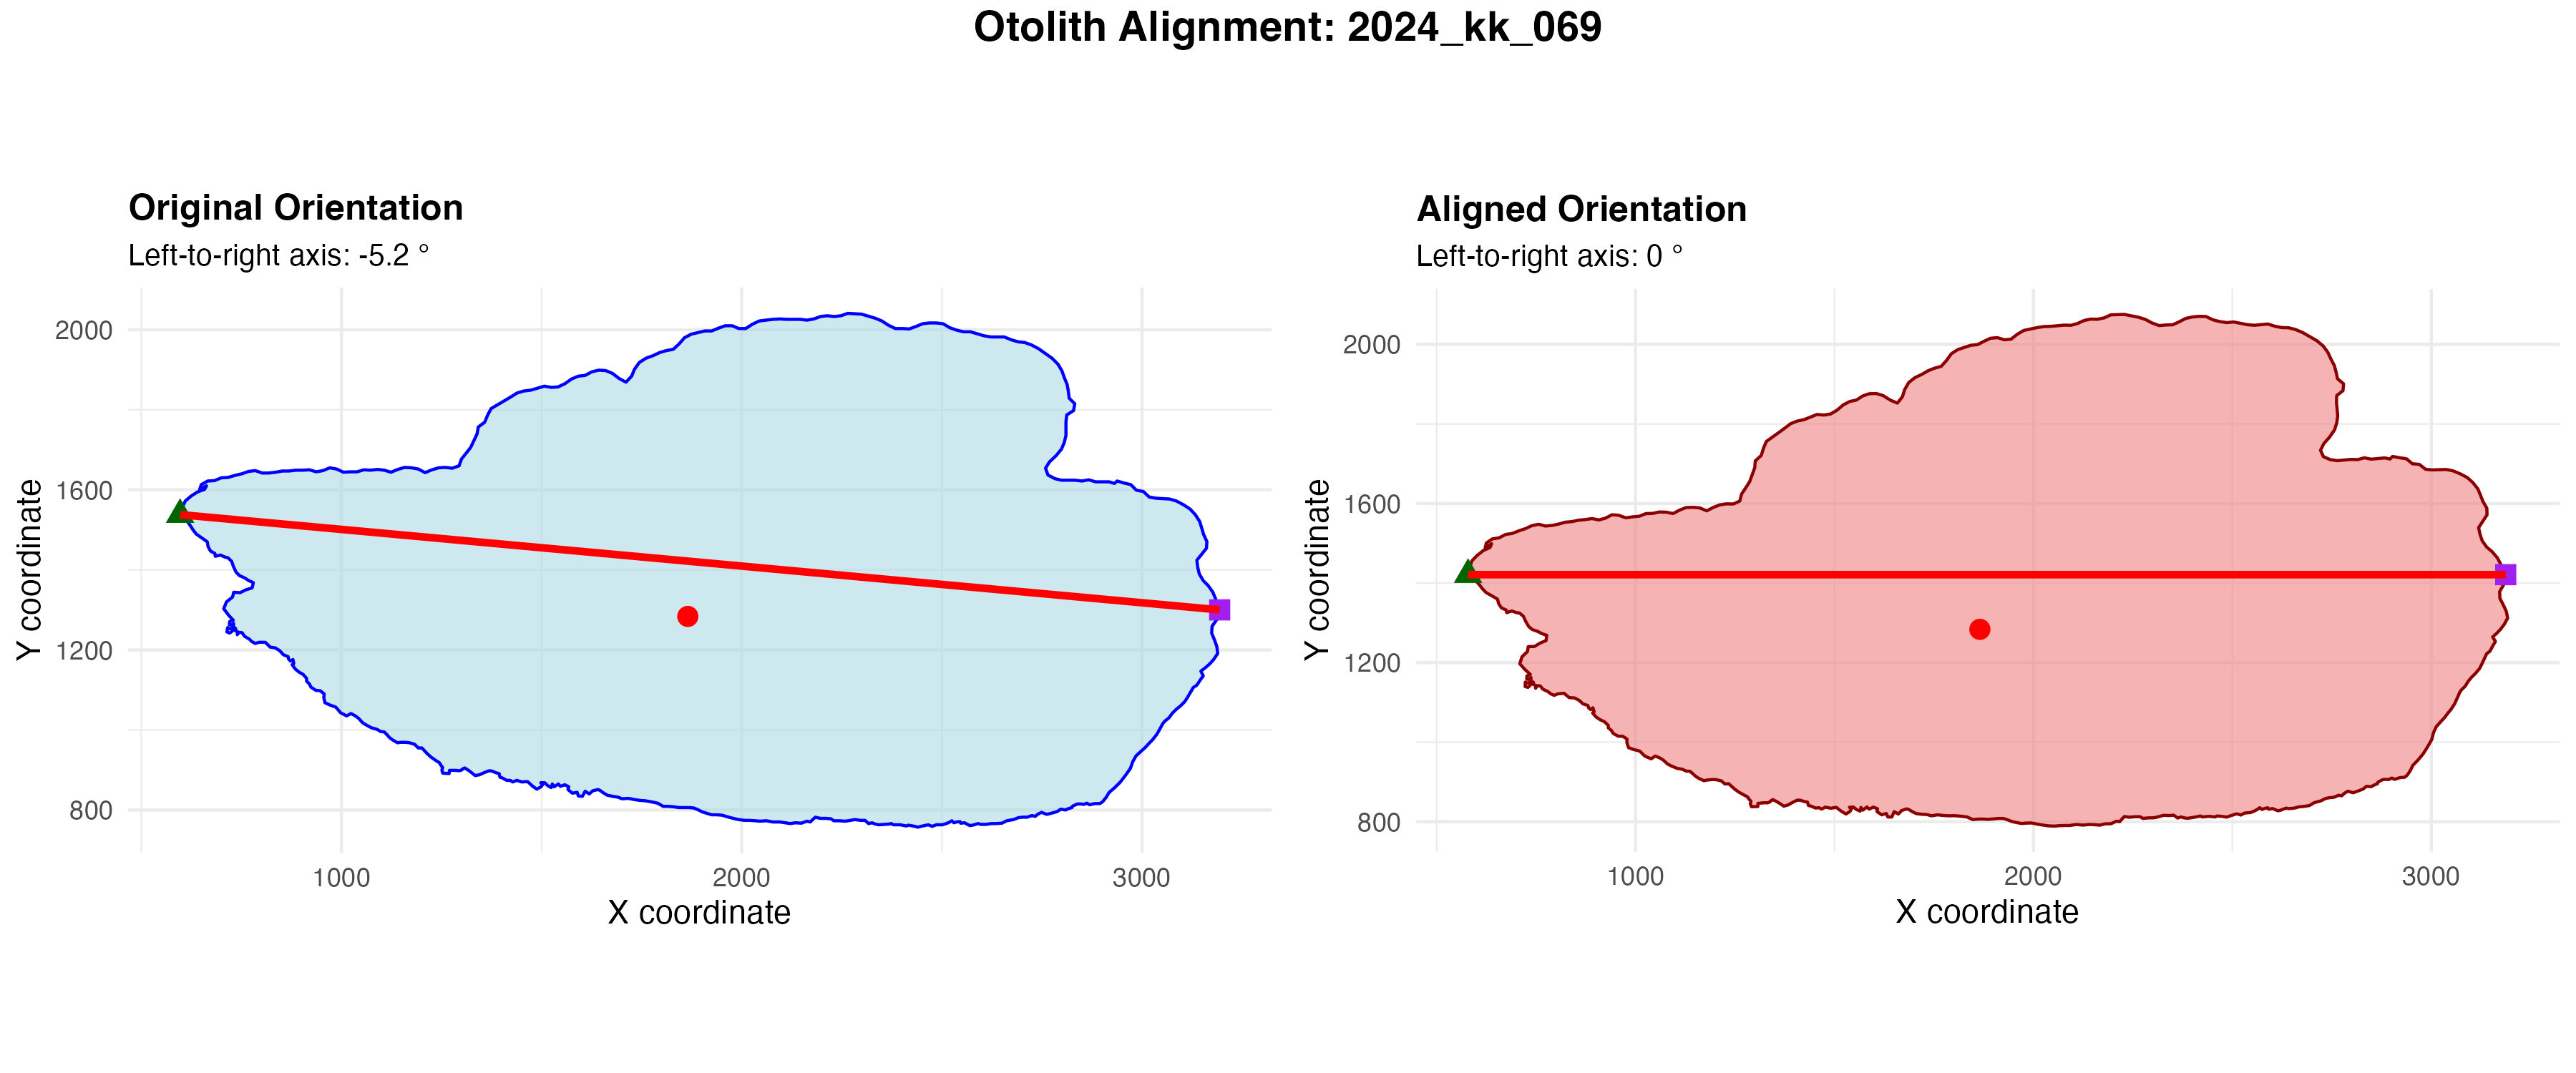 Otolith Alignment: 2024_kk_069
Original Orientation
Left-to-right axis: -5.2 °
Y coordinate
2000
1600
1200
800
1000
2000
3000
X coordinate
Aligned Orientation
Left-to-right axis: 0 °
Y coordinate
2000
1600
1200
800
1000
2000
3000
X coordinate